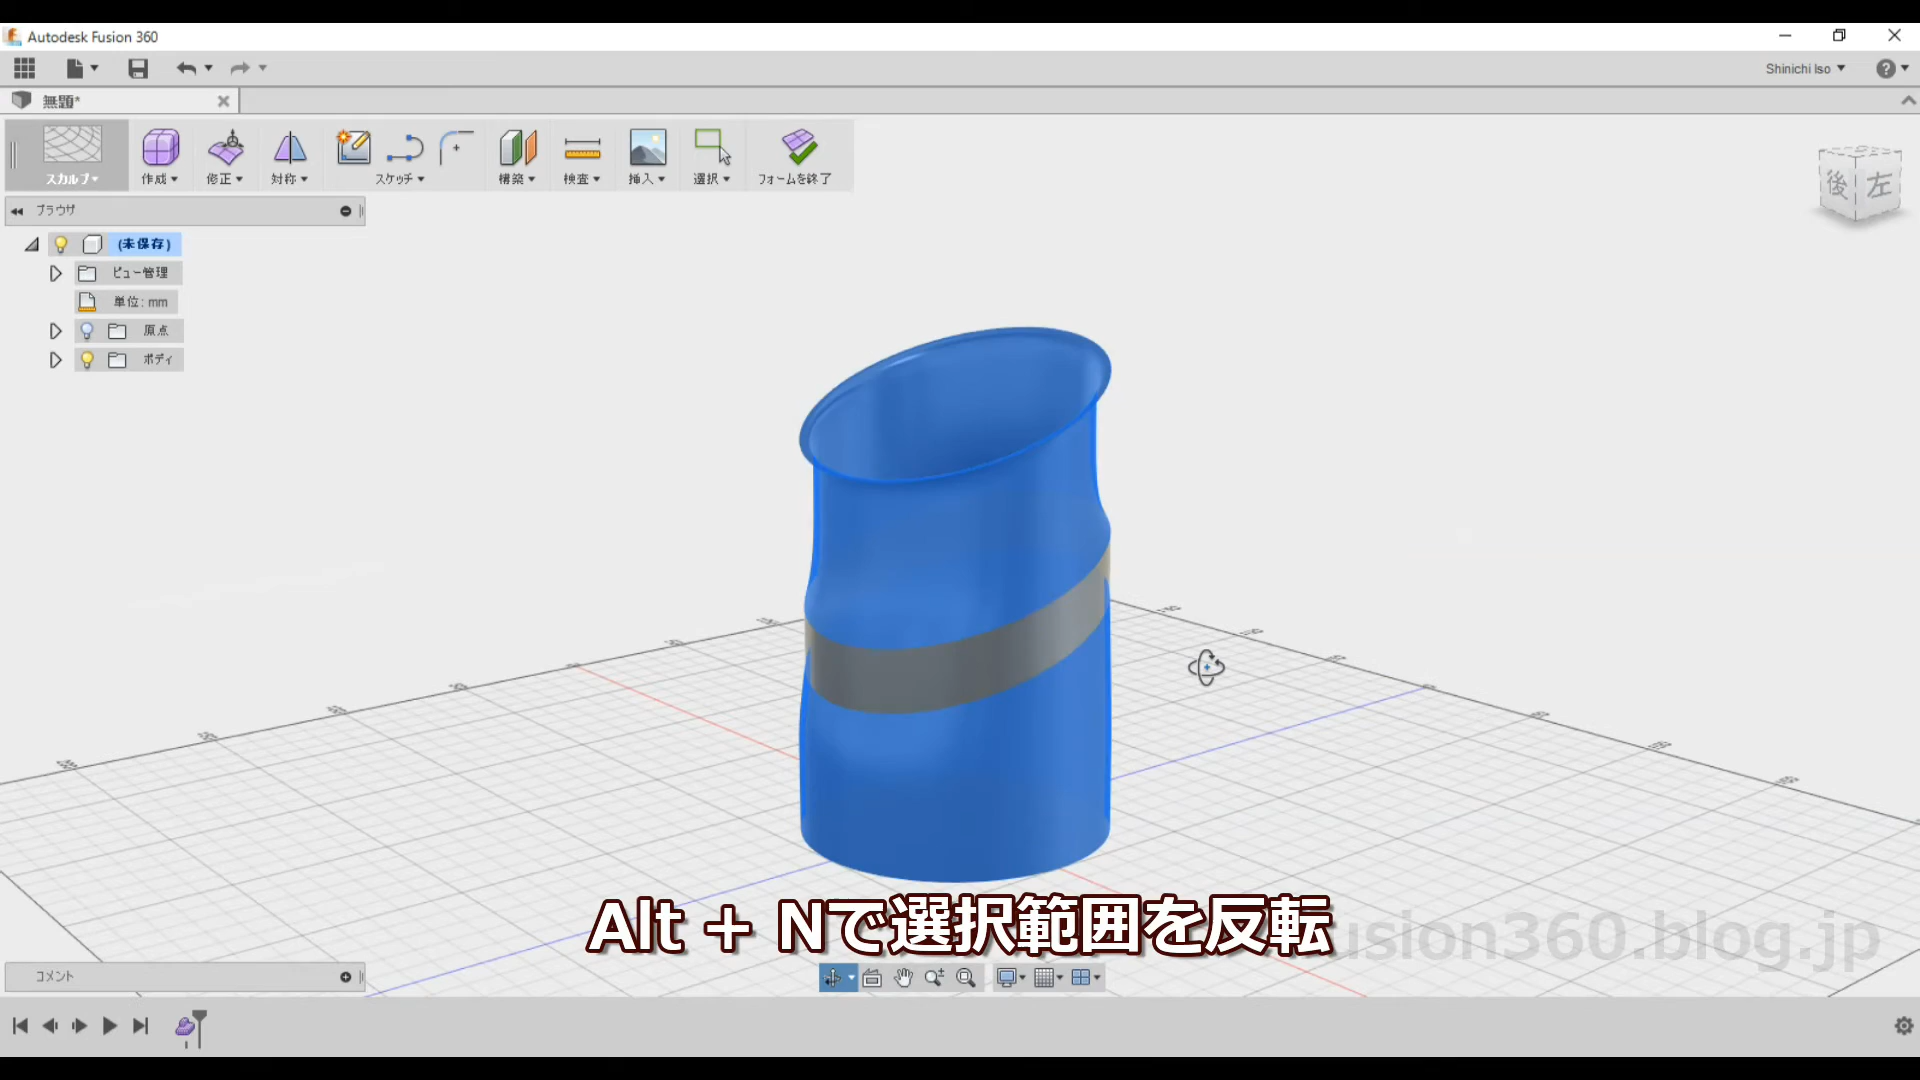 Autodesk Fusion 360
Shinichi Iso
無題*
スカルプ
作成
修正
対称
スケッチ
構築
検査
挿入
選択
フォームを終了
ブラウザ
(未保存)
ビュー管理
単位: mm
原点
ボディ
後
左
Alt + Nで選択範囲を反転
usion360.blog.jp
コメント